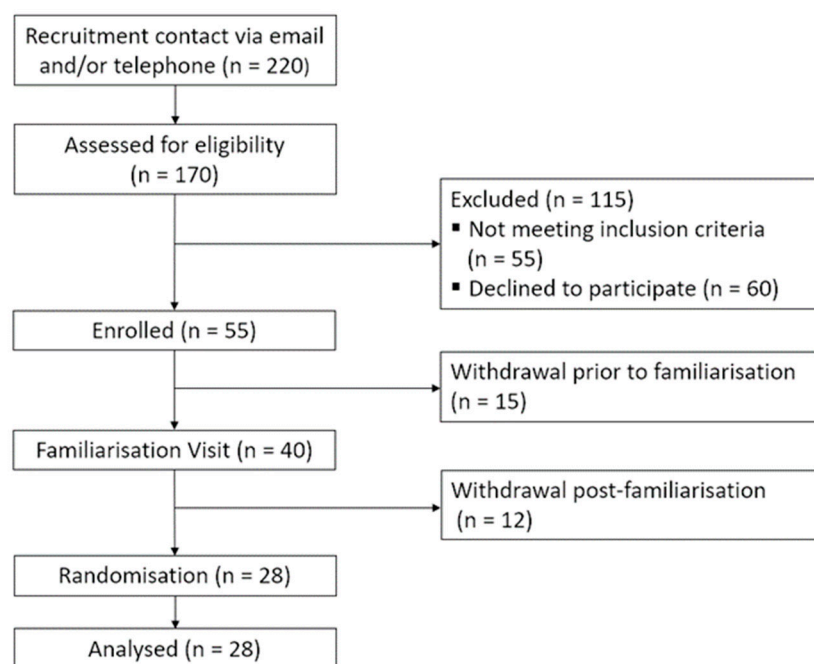 Recruitment contact via email
and/or telephone (n = 220)
Assessed for eligibility
(n = 170)
Excluded (n = 115)
▪ Not meeting inclusion criteria
(n = 55)
▪ Declined to participate (n = 60)
Enrolled (n = 55)
Withdrawal prior to familiarisation
(n = 15)
Familiarisation Visit (n = 40)
Withdrawal post-familiarisation
(n = 12)
Randomisation (n = 28)
Analysed (n = 28)